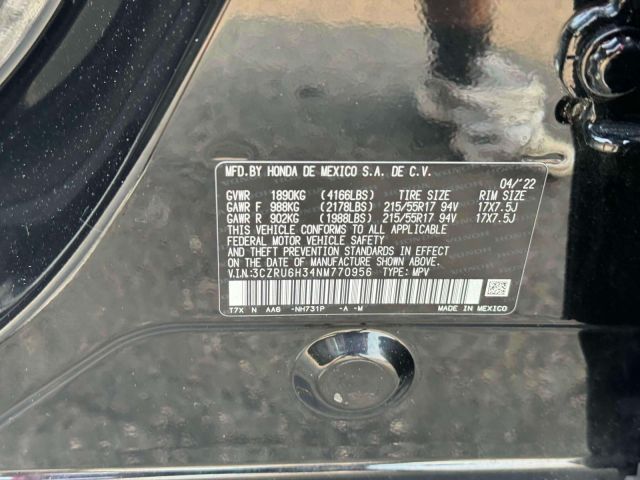 MFD.BY HONDA DE MEXICO S.A. DE C.V.
04/'22
GVWR 1890KG (4166LBS) TIRE SIZE RIM SIZE
GAWR F 988KG (2178LBS) 215/55R17 94V 17X7.5J
GAWR R 902KG (1988LBS) 215/55R17 94V 17X7.5J
THIS VEHICLE CONFORMS TO ALL APPLICABLE
FEDERAL MOTOR VEHICLE SAFETY
AND THEFT PREVENTION STANDARDS IN EFFECT
ON THE DATE OF MANUFACTURE SHOWN ABOVE.
V.I.N:3CZRU6H34NM770956 TYPE: MPV
T7X N AA6 -NH731P -A -M MADE IN MEXICO